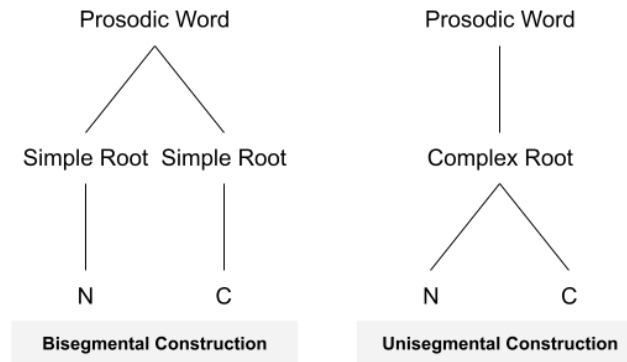 Prosodic Word
Simple Root Simple Root
N C
Bisegmental Construction
Prosodic Word
Complex Root
N C
Unisegmental Construction